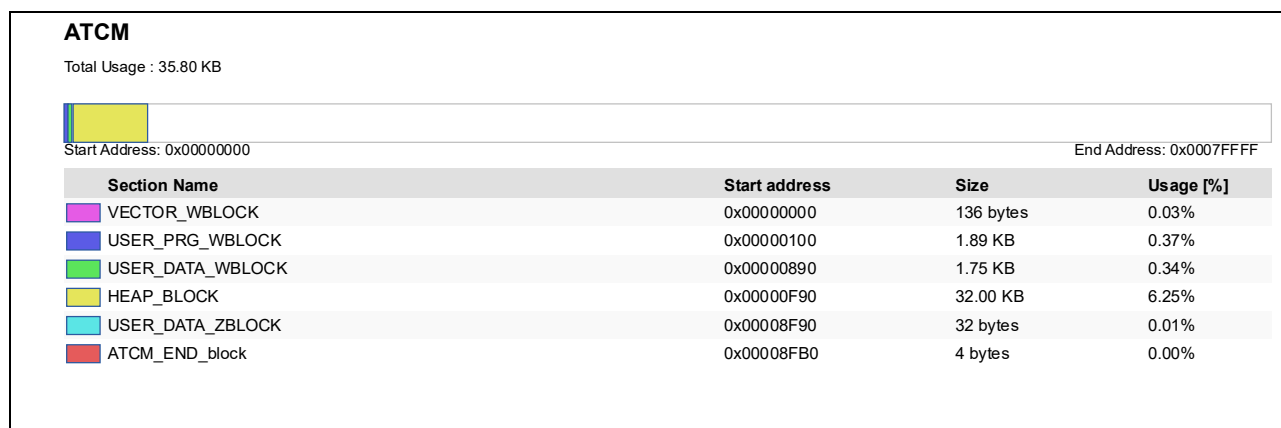 ATCM
Total Usage : 35.80 KB
Start Address: 0x00000000 End Address: 0x0007FFFF
Section Name Start address Size Usage [%]
VECTOR_WBLOCK 0x00000000 136 bytes 0.03%
USER_PRG_WBLOCK 0x00000100 1.89 KB 0.37%
USER_DATA_WBLOCK 0x00000890 1.75 KB 0.34%
HEAP_BLOCK 0x00000F90 32.00 KB 6.25%
USER_DATA_ZBLOCK 0x00008F90 32 bytes 0.01%
ATCM_END_block 0x00008FB0 4 bytes 0.00%